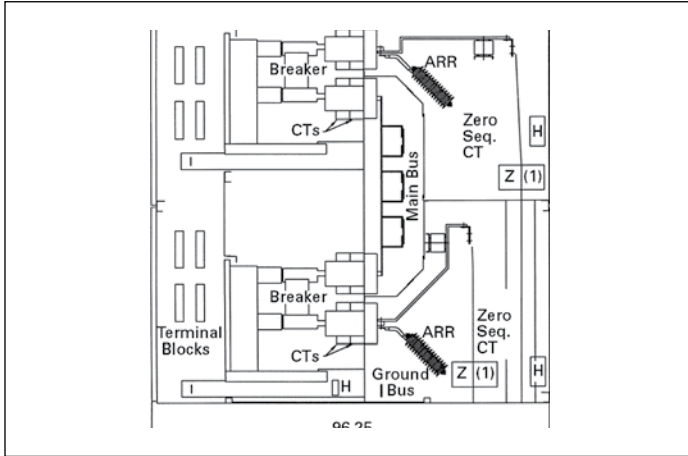 Breaker
ARR
CTs
Zero
Seq.
CT
H
Z (1)
I
Main Bus
Breaker
ARR
Zero
Seq.
CT
Terminal
Blocks
CTs
H
Z (1)
I
H
Ground
Bus